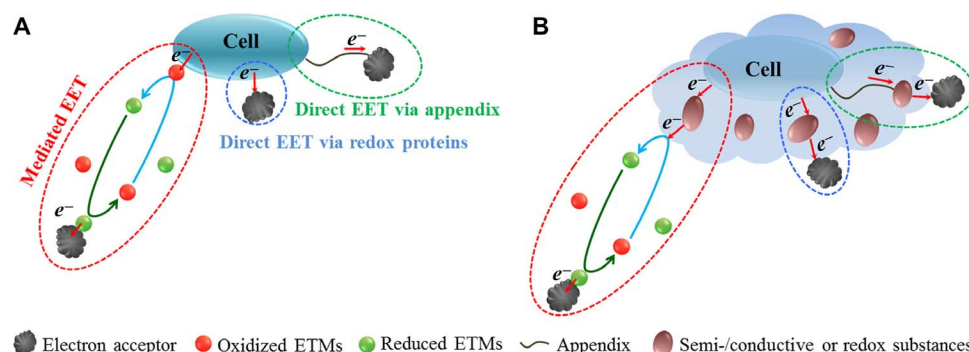 A
Cell
e−
e−
e−
Direct EET via appendix
Direct EET via redox proteins
Mediated EET
e−
B
Cell
e−
e−
e−
e−
e−
e−
e−
Electron acceptor
Oxidized ETMs
Reduced ETMs
Appendix
Semi-/conductive or redox substances